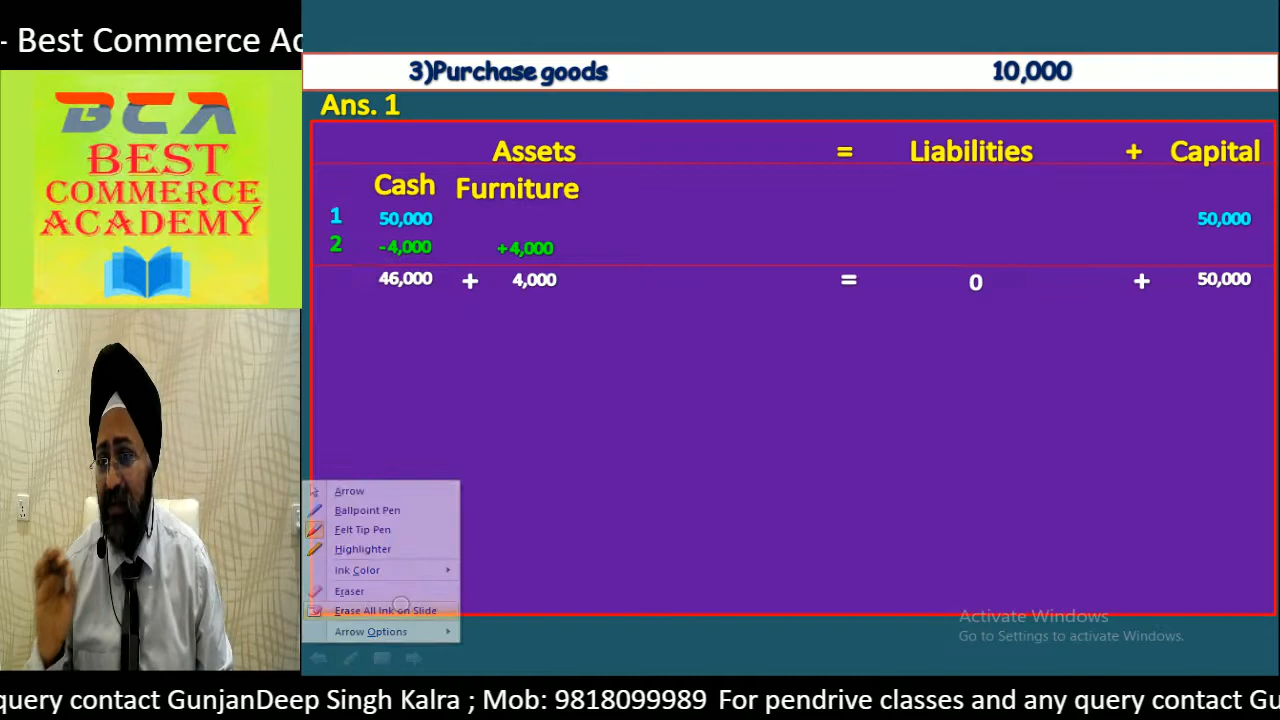 - Best Commerce Ac
BCA
BEST
COMMERCE
ACADEMY
3)Purchase goods 10,000
Ans. 1
Assets = Liabilities + Capital
Cash Furniture
1 50,000 50,000
2 -4,000 +4,000
46,000 + 4,000 = 0 + 50,000
Arrow
Ballpoint Pen
Felt Tip Pen
Highlighter
Ink Color
Eraser
Erase All Ink on Slide
Arrow Options
Activate Windows
Go to Settings to activate Windows.
query contact GunjanDeep Singh Kalra ; Mob: 9818099989 For pendrive classes and any query contact Gu